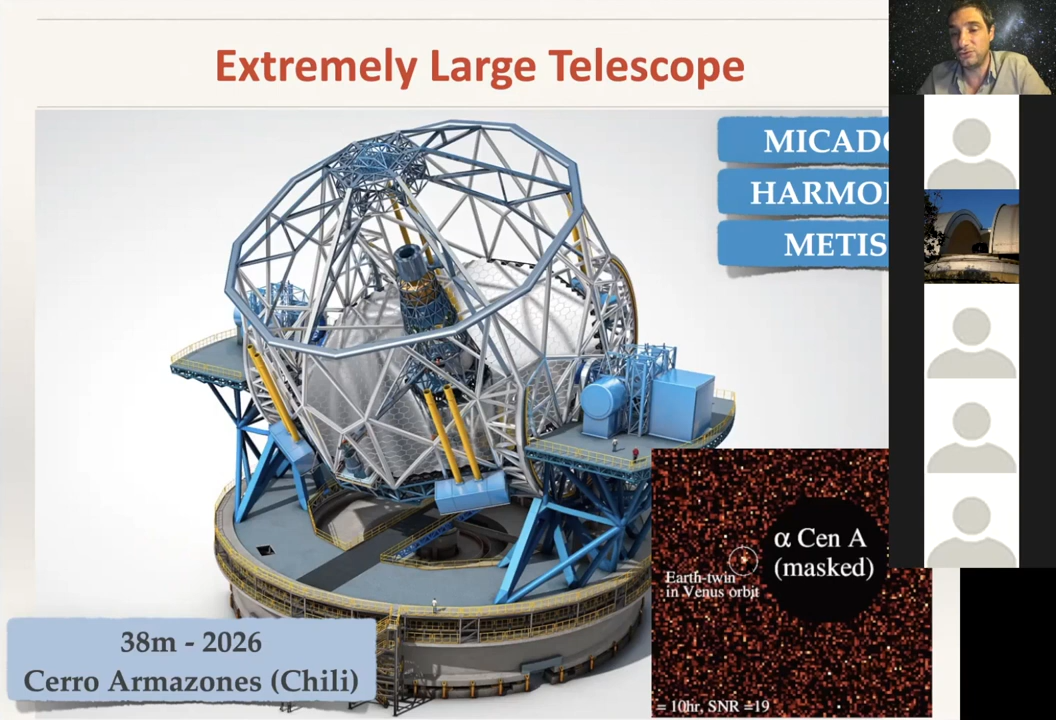 Extremely Large Telescope
MICADO
HARMONI
METIS
α Cen A
(masked)
Earth-twin
in Venus orbit
= 10hr, SNR =19
38m - 2026
Cerro Armazones (Chili)